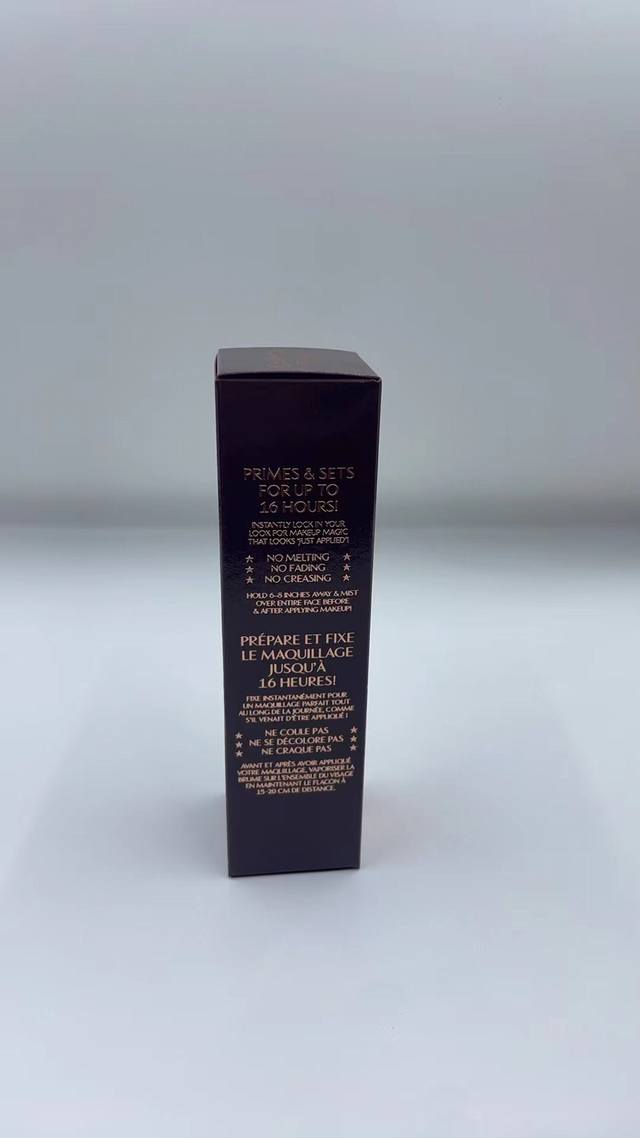 PRIMES & SETS
FOR UP TO
16 HOURS!
INSTANTLY LOCK IN YOUR
LOOK FOR MAKEUP MAGIC
THAT LOOKS 'JUST APPLIED'!
★ NO MELTING ★
★ NO FADING ★
★ NO CREASING ★
HOLD 6–8 INCHES AWAY & MIST
OVER ENTIRE FACE BEFORE
& AFTER APPLYING MAKEUP!
PRÉPARE ET FIXE
LE MAQUILLAGE
JUSQU'À
16 HEURES!
FIXE INSTANTANÉMENT POUR
UN MAQUILLAGE PARFAIT TOUT
AU LONG DE LA JOURNÉE, COMME
S'IL VENAIT D'ÊTRE APPLIQUÉ !
★ NE COULE PAS ★
★ NE SE DÉCOLORE PAS ★
★ NE CRAQUE PAS ★
AVANT ET APRÈS AVOIR APPLIQUÉ
VOTRE MAQUILLAGE, VAPORISER LA
BRUME SUR L'ENSEMBLE DU VISAGE
EN MAINTENANT LE FLACON À
15-20 CM DE DISTANCE.